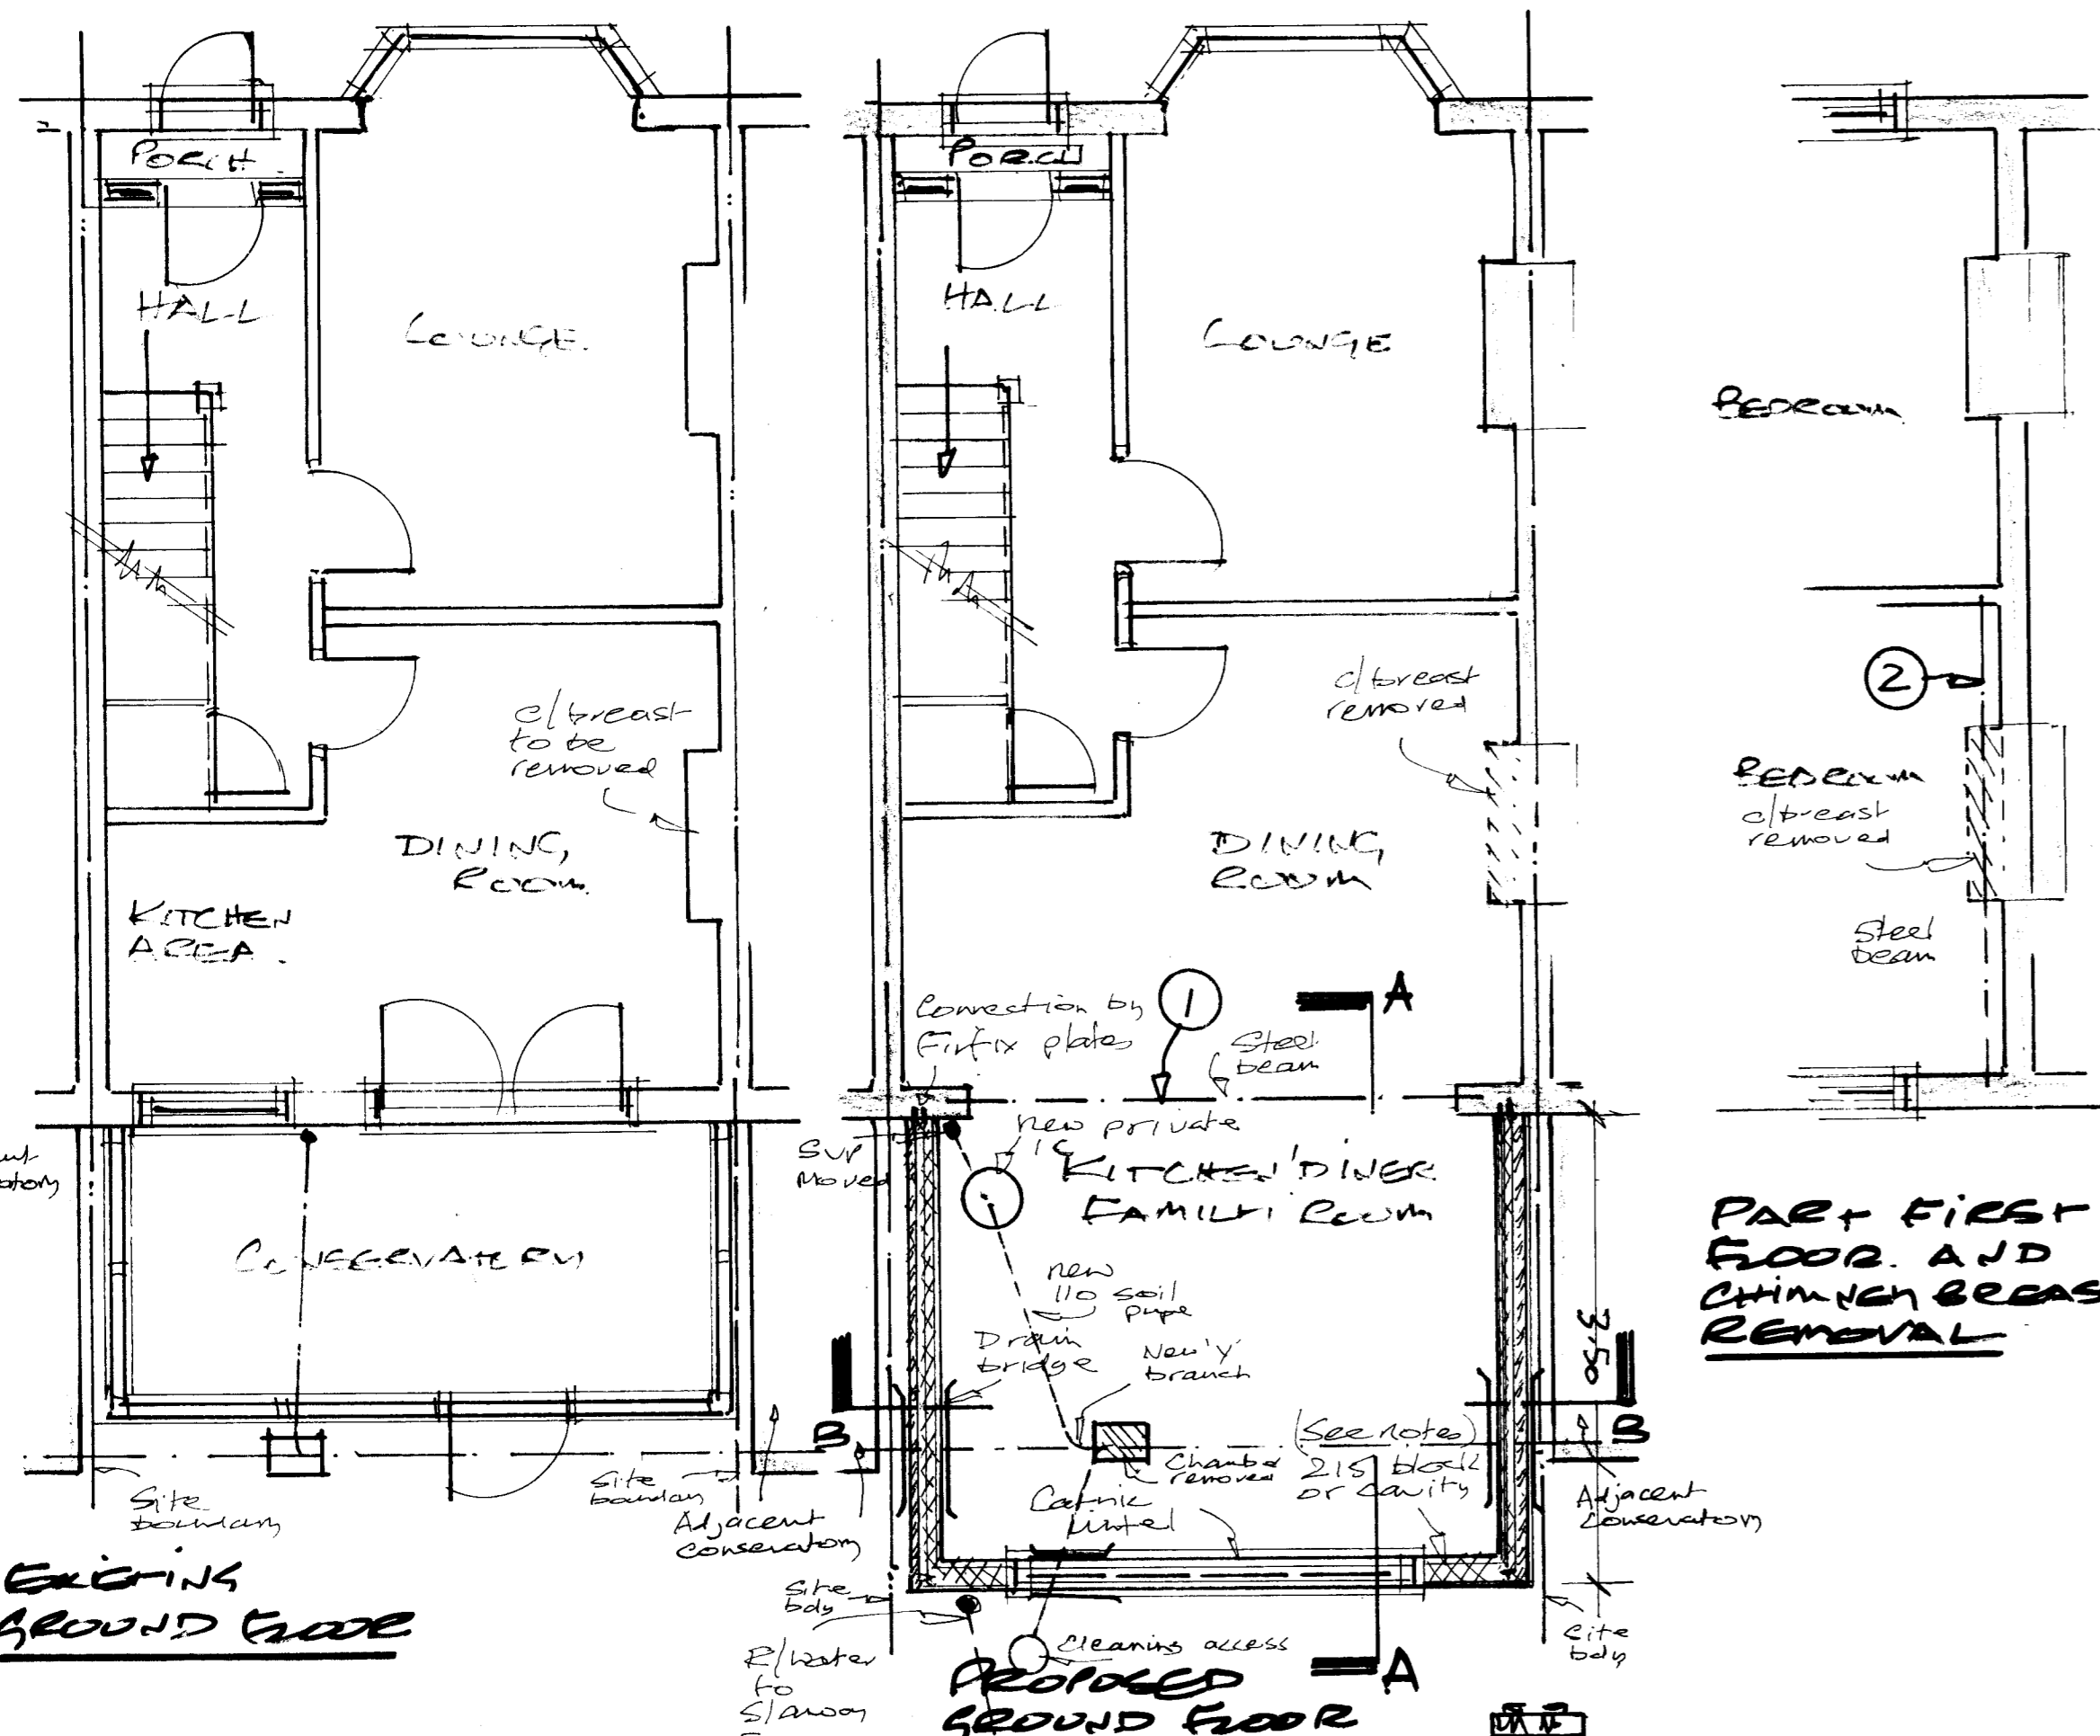 PORCH
HALL
LOUNGE.
c/breast
to be
removed
DINING
ROOM.
KITCHEN
AREA.
CONSERVATORY
Site
boundary
Site
boundary
Adjacent
conservatory
EXISTING
GROUND FLOOR
PORCH
HALL
LOUNGE
c/breast
removed
DINING
ROOM
Connection by
Firfix plates
1
Steel
beam
A
SVP
Moved
new private
IC
KITCHEN DINER
FAMILY ROOM
new
110 soil
pipe
Drain
bridge
New 'Y'
branch
3.50
B
B
(See notes)
Chamber
removed
215 block
or cavity
Catnic
Lintel
Adjacent
conservatory
Site
bdy
Site
bdy
R/water
to
S/away
Cleaning access
A
PROPOSED
GROUND FLOOR
BEDROOM
2
BEDROOM
c/breast
removed
Steel
beam
PART FIRST
FLOOR. AND
CHIMNEY BREAS
REMOVAL